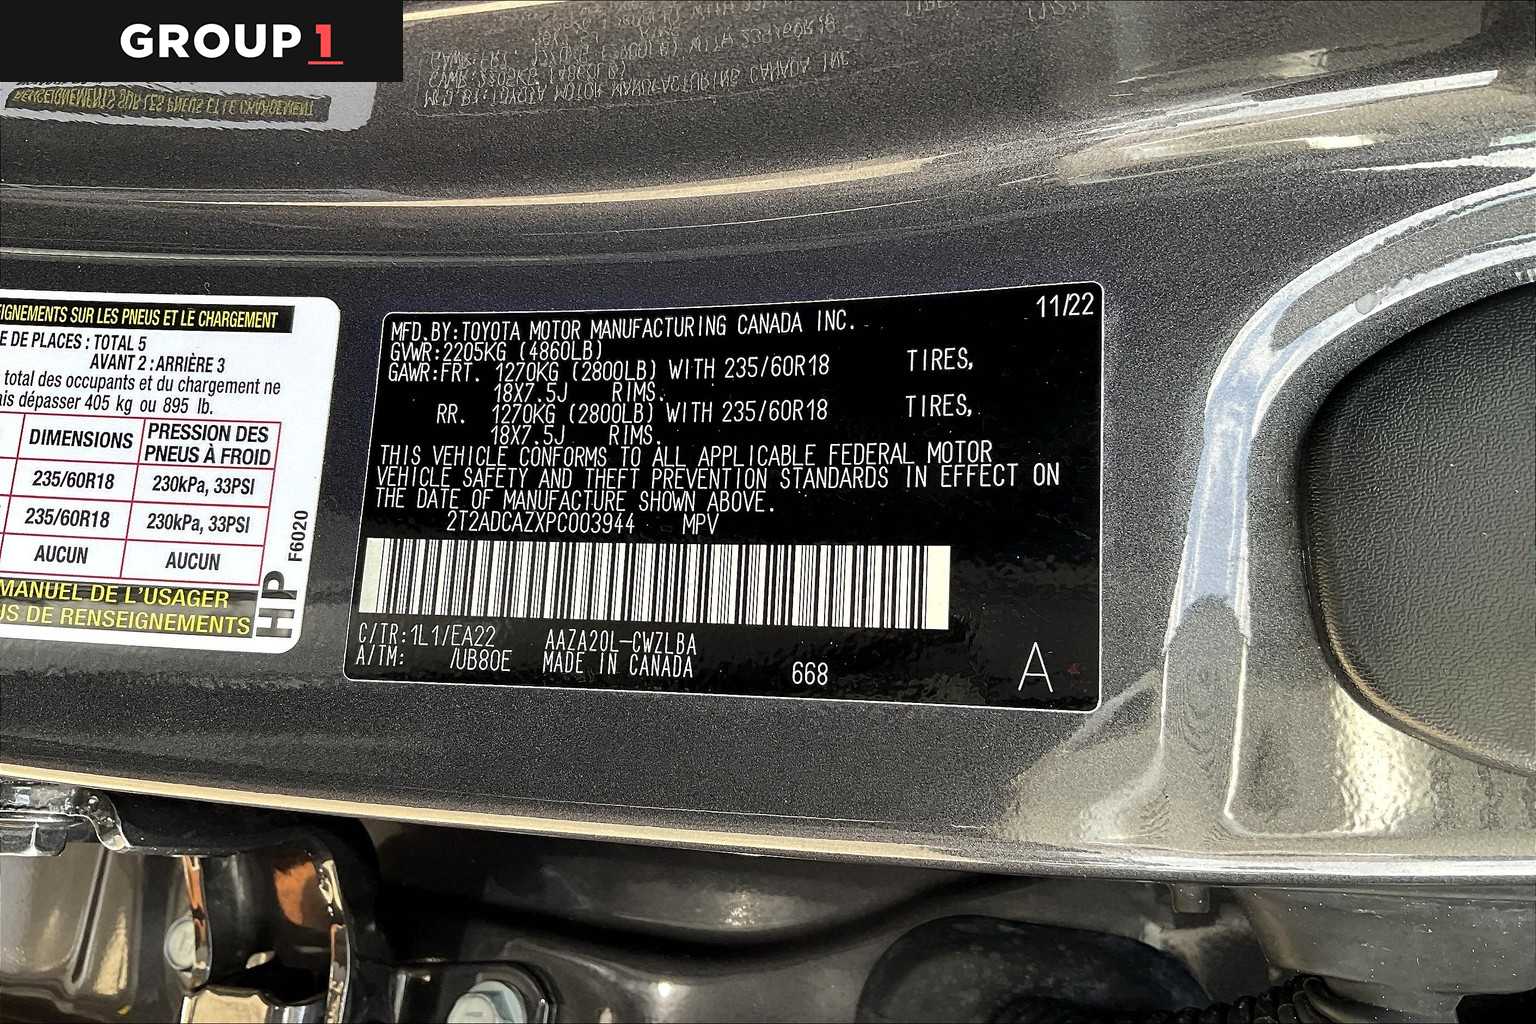 GROUP 1
EIGNEMENTS SUR LES PNEUS ET LE CHARGEMENT
E DE PLACES : TOTAL 5
AVANT 2 : ARRIÈRE 3
total des occupants et du chargement ne
ais dépasser 405 kg ou 895 lb.
DIMENSIONS PRESSION DES PNEUS À FROID
235/60R18 230kPa, 33PSI
235/60R18 230kPa, 33PSI
AUCUN AUCUN
MANUEL DE L'USAGER
US DE RENSEIGNEMENTS
HP F6020
11/22
MFD.BY:TOYOTA MOTOR MANUFACTURING CANADA INC.
GVWR:2205KG (4860LB)
GAWR:FRT. 1270KG (2800LB) WITH 235/60R18 TIRES,
18X7.5J RIMS.
RR. 1270KG (2800LB) WITH 235/60R18 TIRES,
18X7.5J RIMS.
THIS VEHICLE CONFORMS TO ALL APPLICABLE FEDERAL MOTOR
VEHICLE SAFETY AND THEFT PREVENTION STANDARDS IN EFFECT ON
THE DATE OF MANUFACTURE SHOWN ABOVE.
2T2ADCAZXPC003944 MPV
C/TR:1L1/EA22 AAZA20L-CWZLBA
A/TM: /UB80E MADE IN CANADA
668
A